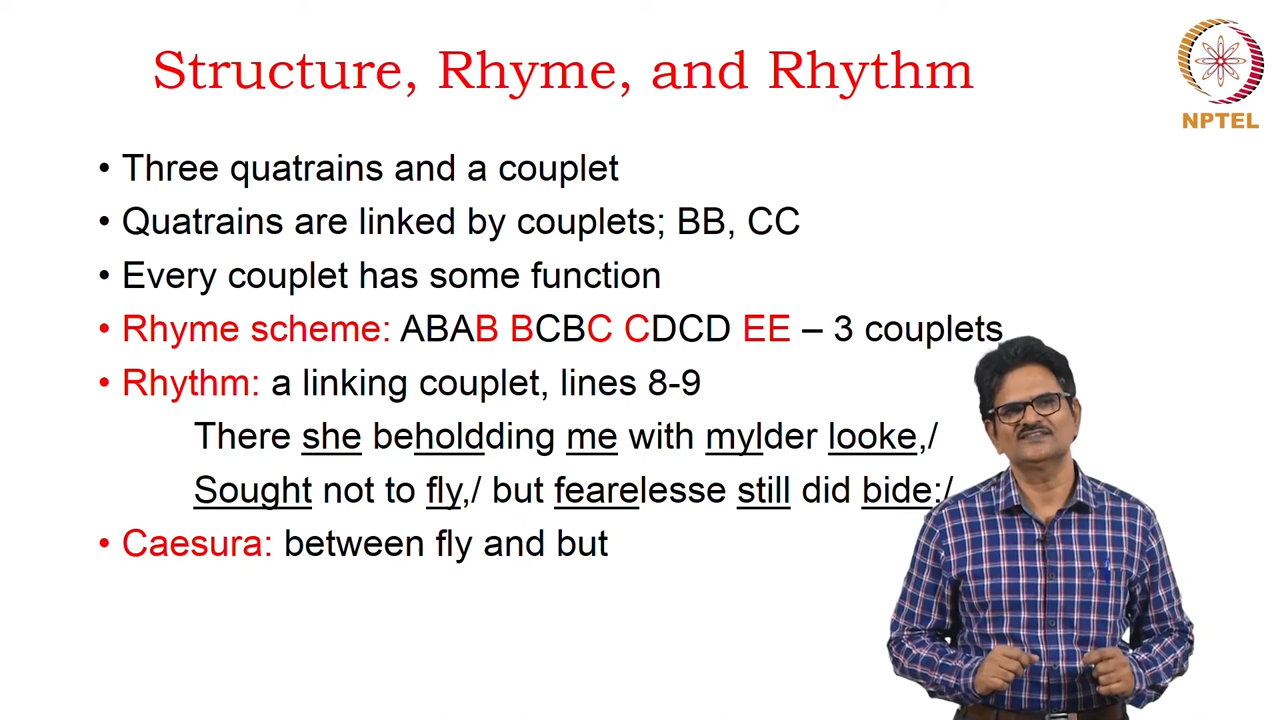 Structure, Rhyme, and Rhythm
NPTEL
• Three quatrains and a couplet
• Quatrains are linked by couplets; BB, CC
• Every couplet has some function
• Rhyme scheme: ABAB BCBC CDCD EE – 3 couplets
• Rhythm: a linking couplet, lines 8-9
There she beholdding me with mylder looke,/
Sought not to fly,/ but fearelesse still did bide:/
• Caesura: between fly and but